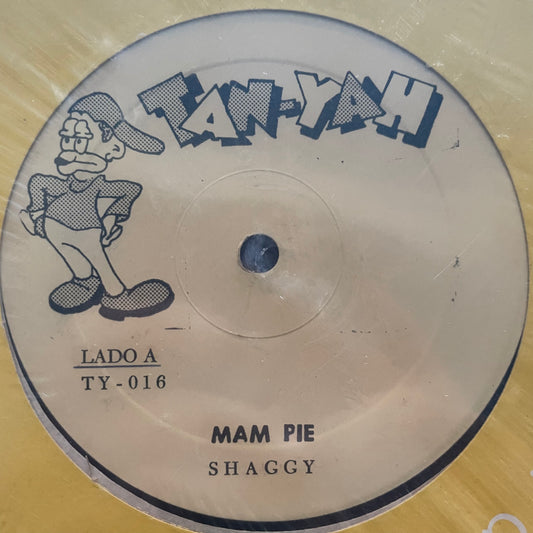 TAN-YAH
LADO A
TY-016
MAM PIE
SHAGGY